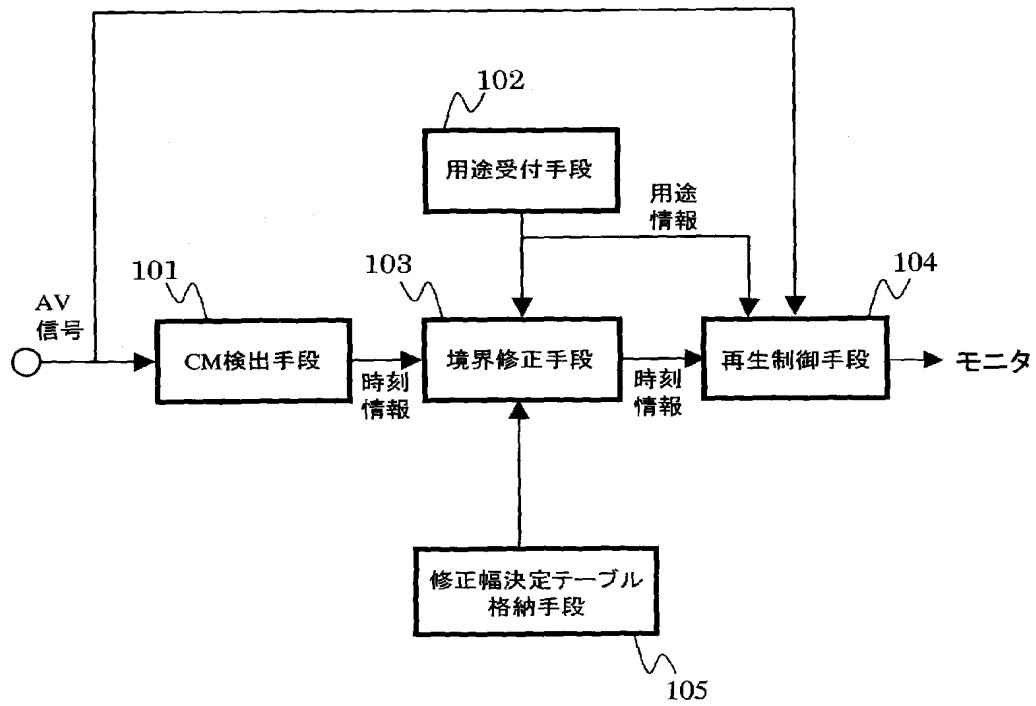 102
用途受付手段
用途
情報
101
103
104
AV
信号
CM検出手段
時刻
情報
境界修正手段
時刻
情報
再生制御手段
モニタ
修正幅決定テーブル
格納手段
105